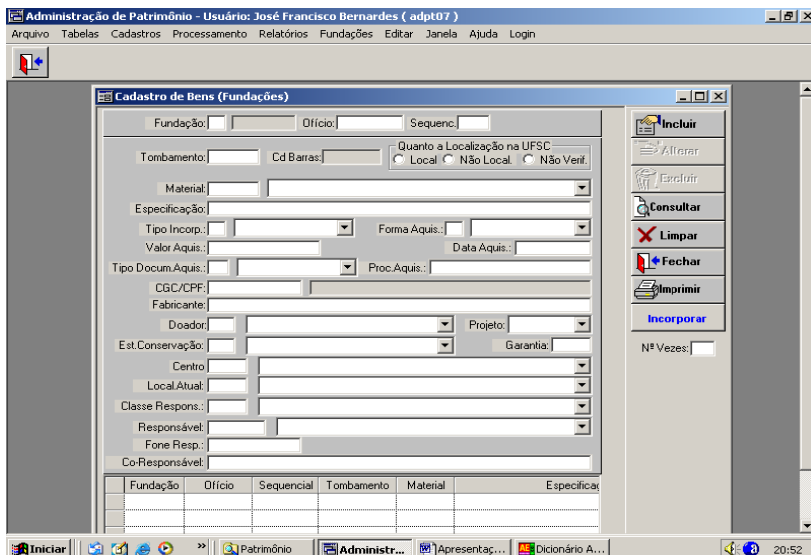 Administração de Patrimônio - Usuário: José Francisco Bernardes ( adpt07 )
Arquivo Tabelas Cadastros Processamento Relatórios Fundações Editar Janela Ajuda Login
Cadastro de Bens (Fundações)
Fundação: Ofício: Sequenc.
Quanto a Localização na UFSC
Tombamento: Cd Barras: Local Não Local. Não Verif.
Material:
Especificação:
Tipo Incorp.: Forma Aquis.:
Valor Aquis.: Data Aquis.:
Tipo Docum.Aquis.: Proc.Aquis.:
CGC/CPF:
Fabricante:
Doador: Projeto:
Est.Conservação: Garantia:
Centro
Local.Atual:
Classe Respons.:
Responsável:
Fone Resp.:
Co-Responsável:
Fundação Ofício Sequencial Tombamento Material Especificaç
Incluir
Alterar
Excluir
Consultar
Limpar
Fechar
Imprimir
Incorporar
Nº Vezes:
Iniciar » Patrimônio Administr... Apresentaç... Dicionário A... 20:52